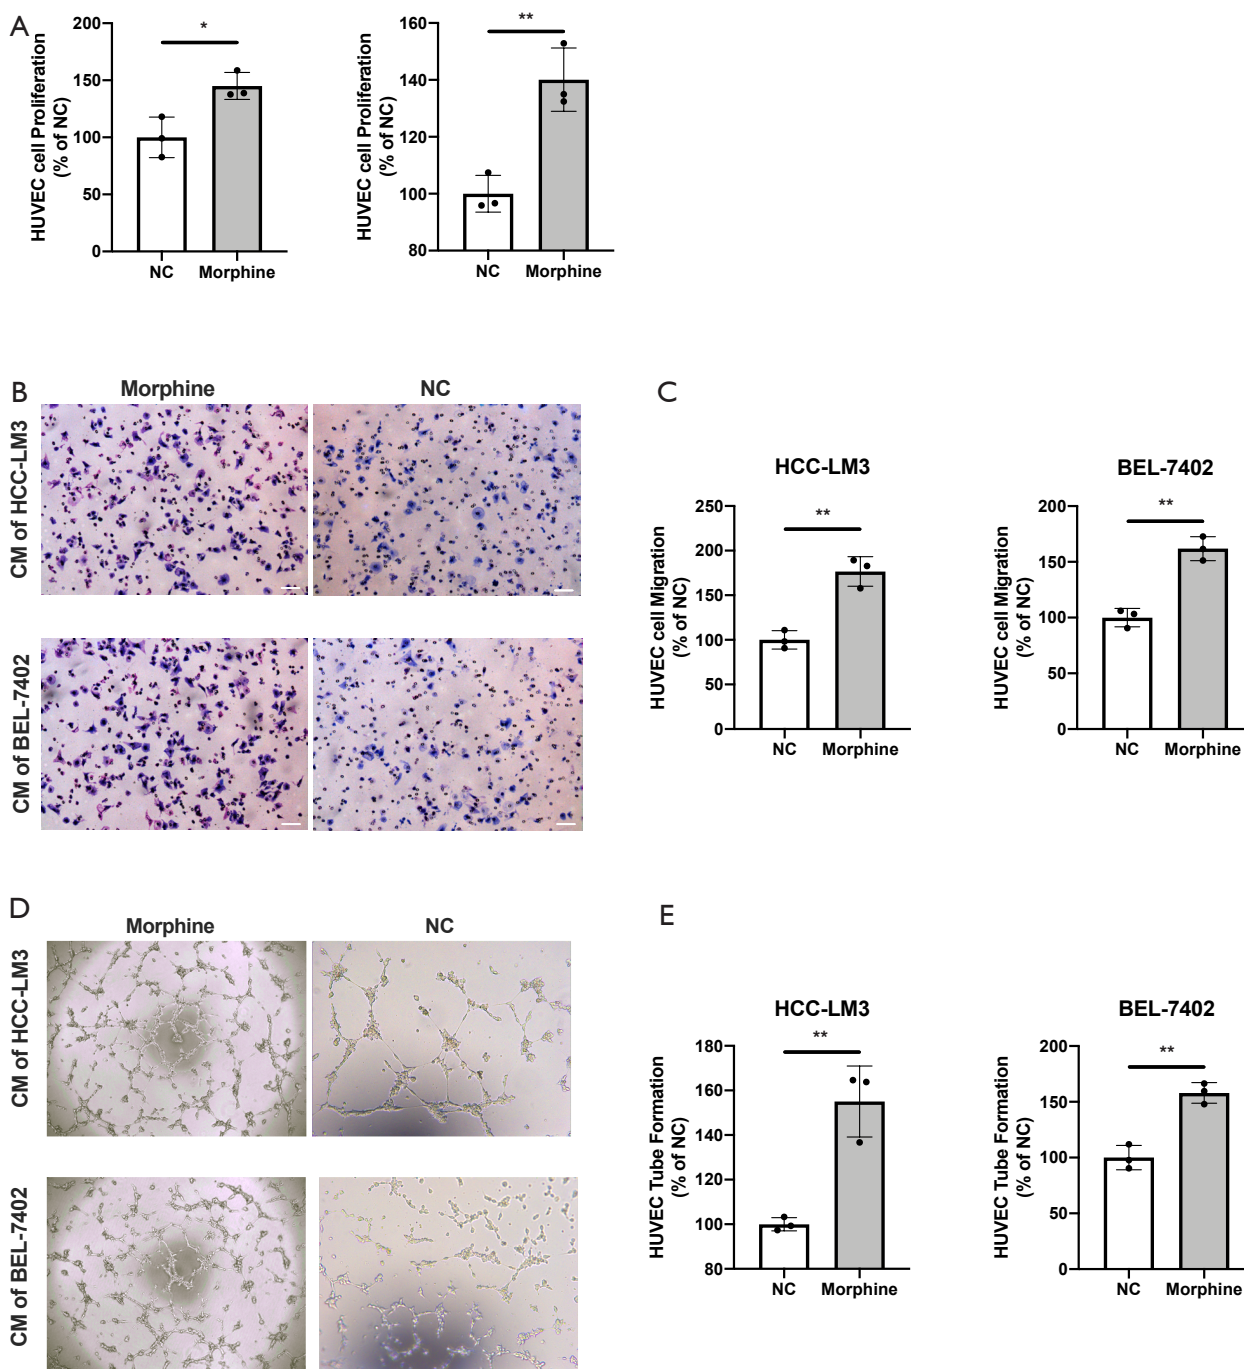 A
HUVEC cell Proliferation
(% of NC)
200
150
100
50
0
*
NC Morphine
HUVEC cell Proliferation
(% of NC)
160
140
120
100
80
**
NC Morphine
B
Morphine NC
CM of HCC-LM3
CM of BEL-7402
C
HCC-LM3
HUVEC cell Migration
(% of NC)
250
200
150
100
50
0
**
NC Morphine
BEL-7402
HUVEC cell Migration
(% of NC)
200
150
100
50
0
**
NC Morphine
D
Morphine NC
CM of HCC-LM3
CM of BEL-7402
E
HCC-LM3
HUVEC Tube Formation
(% of NC)
180
160
140
120
100
80
**
NC Morphine
BEL-7402
HUVEC Tube Formation
(% of NC)
200
150
100
50
0
**
NC Morphine